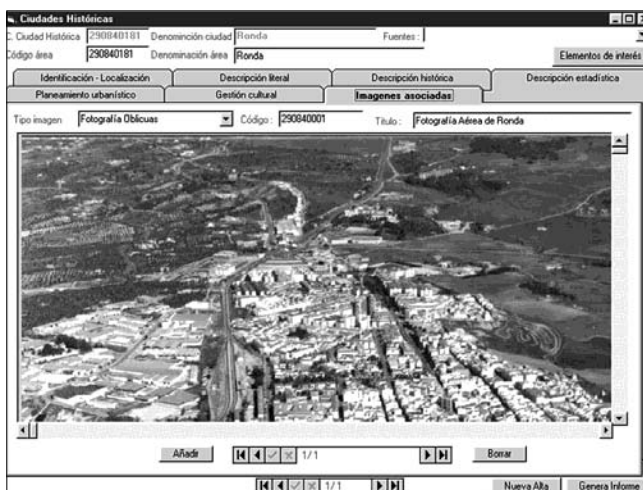 Ciudades Históricas
C. Ciudad Histórica 290840181 Denominción ciudad Ronda Fuentes :
Código área 290840181 Denominación área Ronda Elementos de interés
Identificación - Localización Descripción literal Descripción histórica Descripción estadística
Planeamiento urbanístico Gestión cultural Imagenes asociadas
Tipo imagen Fotografía Oblicuas Código : 290840001 Título : Fotografía Aérea de Ronda
Añadir 1/1 Borrar
1/1 Nueva Alta Genera Informe